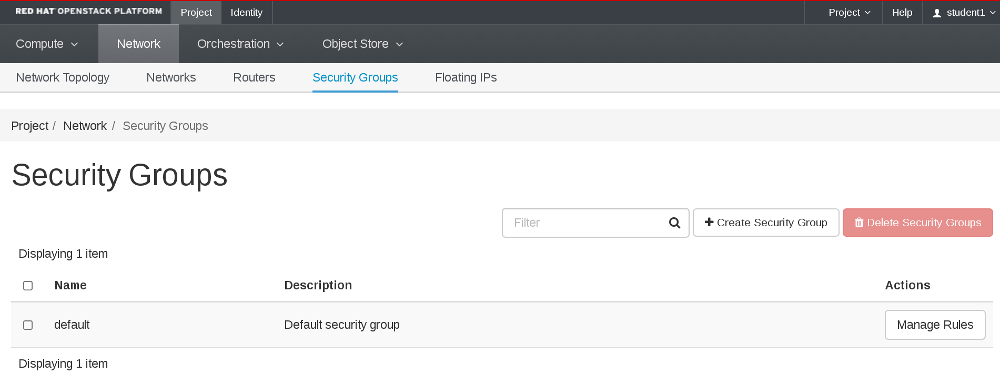 RED HAT OPENSTACK PLATFORM Project Identity Project Help student1
Compute Network Orchestration Object Store
Network Topology Networks Routers Security Groups Floating IPs
Project / Network / Security Groups
Security Groups
Filter Create Security Group Delete Security Groups
Displaying 1 item
Name Description Actions
default Default security group Manage Rules
Displaying 1 item